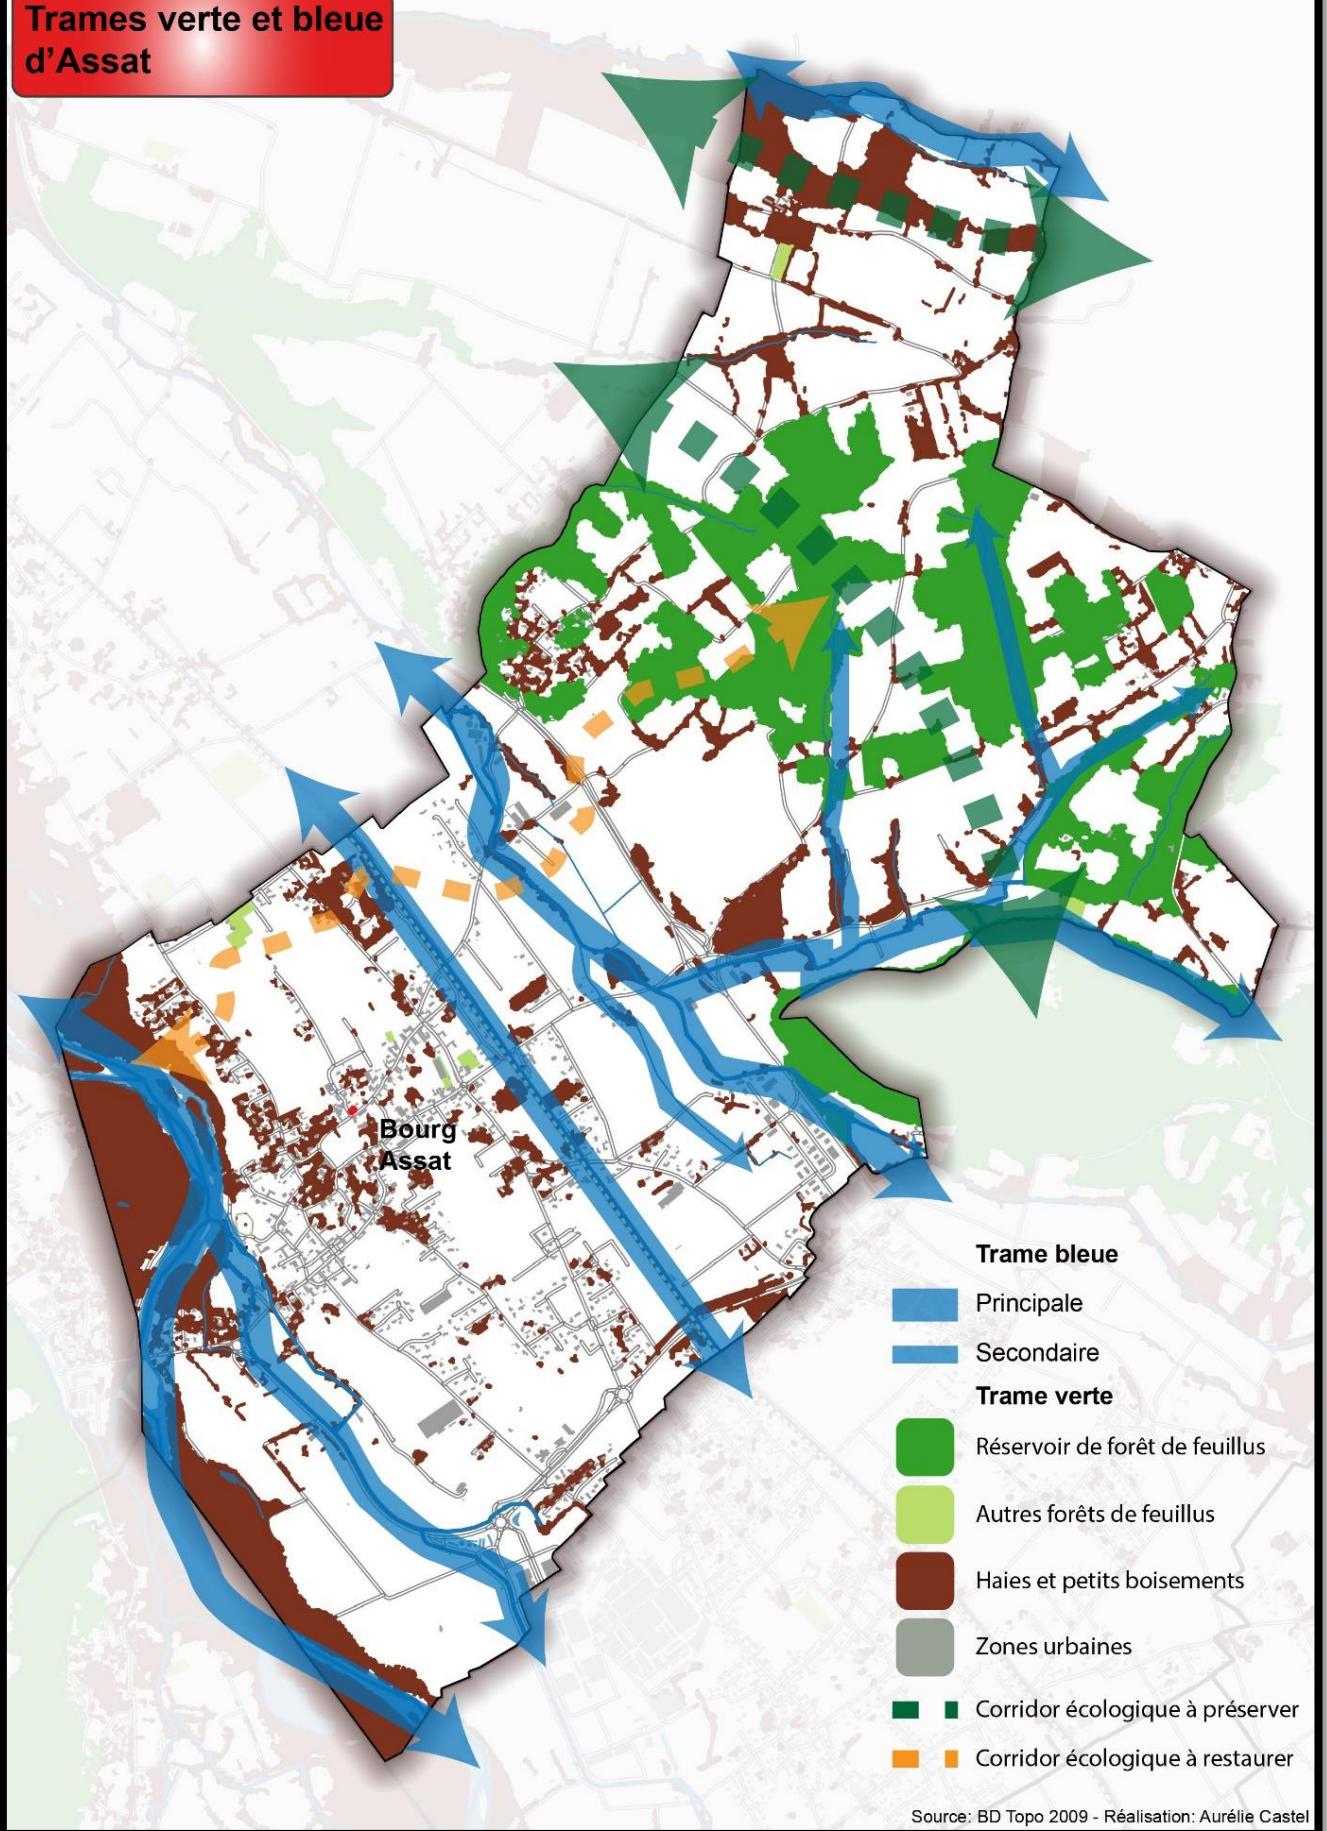 Trames verte et bleue
d'Assat
Bourg
Assat
Trame bleue
Principale
Secondaire
Trame verte
Réservoir de forêt de feuillus
Autres forêts de feuillus
Haies et petits boisements
Zones urbaines
Corridor écologique à préserver
Corridor écologique à restaurer
Source: BD Topo 2009 - Réalisation: Aurélie Castel